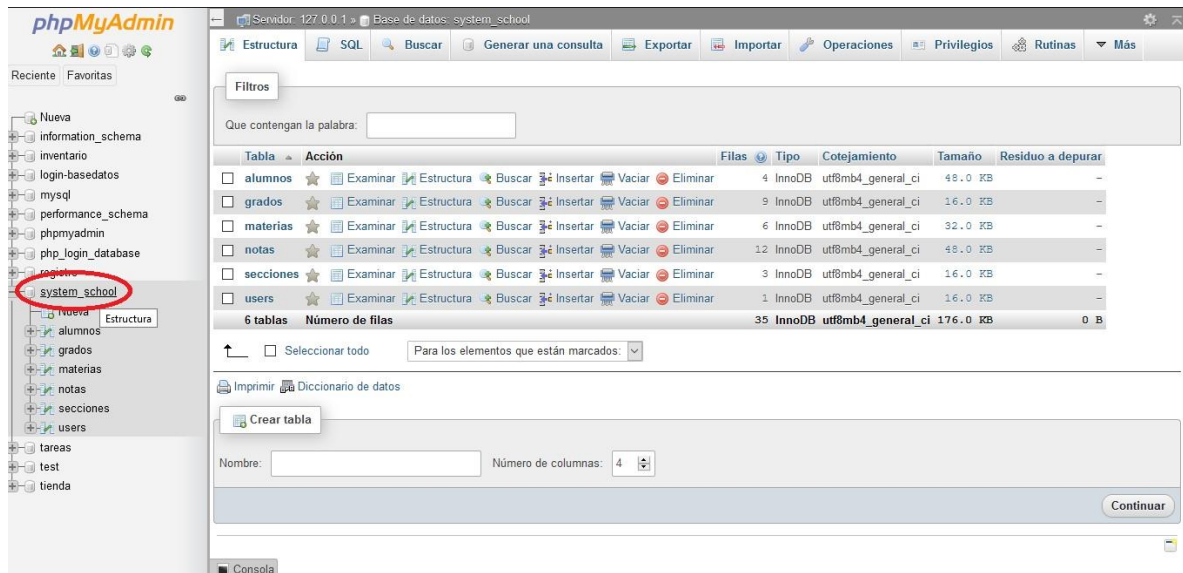 phpMyAdmin
Reciente Favoritas
Nueva
information_schema
inventario
login-basedatos
mysql
performance_schema
phpmyadmin
php_login_database
registro
system_school
Nueva
Estructura
alumnos
grados
materias
notas
secciones
users
tareas
test
tienda
Servidor: 127.0.0.1 » Base de datos: system_school
Estructura SQL Buscar Generar una consulta Exportar Importar Operaciones Privilegios Rutinas Más
Filtros
Que contengan la palabra:
Tabla Acción Filas Tipo Cotejamiento Tamaño Residuo a depurar
alumnos Examinar Estructura Buscar Insertar Vaciar Eliminar 4 InnoDB utf8mb4_general_ci 48.0 KB -
grados Examinar Estructura Buscar Insertar Vaciar Eliminar 9 InnoDB utf8mb4_general_ci 16.0 KB -
materias Examinar Estructura Buscar Insertar Vaciar Eliminar 6 InnoDB utf8mb4_general_ci 32.0 KB -
notas Examinar Estructura Buscar Insertar Vaciar Eliminar 12 InnoDB utf8mb4_general_ci 48.0 KB -
secciones Examinar Estructura Buscar Insertar Vaciar Eliminar 3 InnoDB utf8mb4_general_ci 16.0 KB -
users Examinar Estructura Buscar Insertar Vaciar Eliminar 1 InnoDB utf8mb4_general_ci 16.0 KB -
6 tablas Número de filas 35 InnoDB utf8mb4_general_ci 176.0 KB 0 B
Seleccionar todo Para los elementos que están marcados:
Imprimir Diccionario de datos
Crear tabla
Nombre: Número de columnas: 4
Continuar
Consola